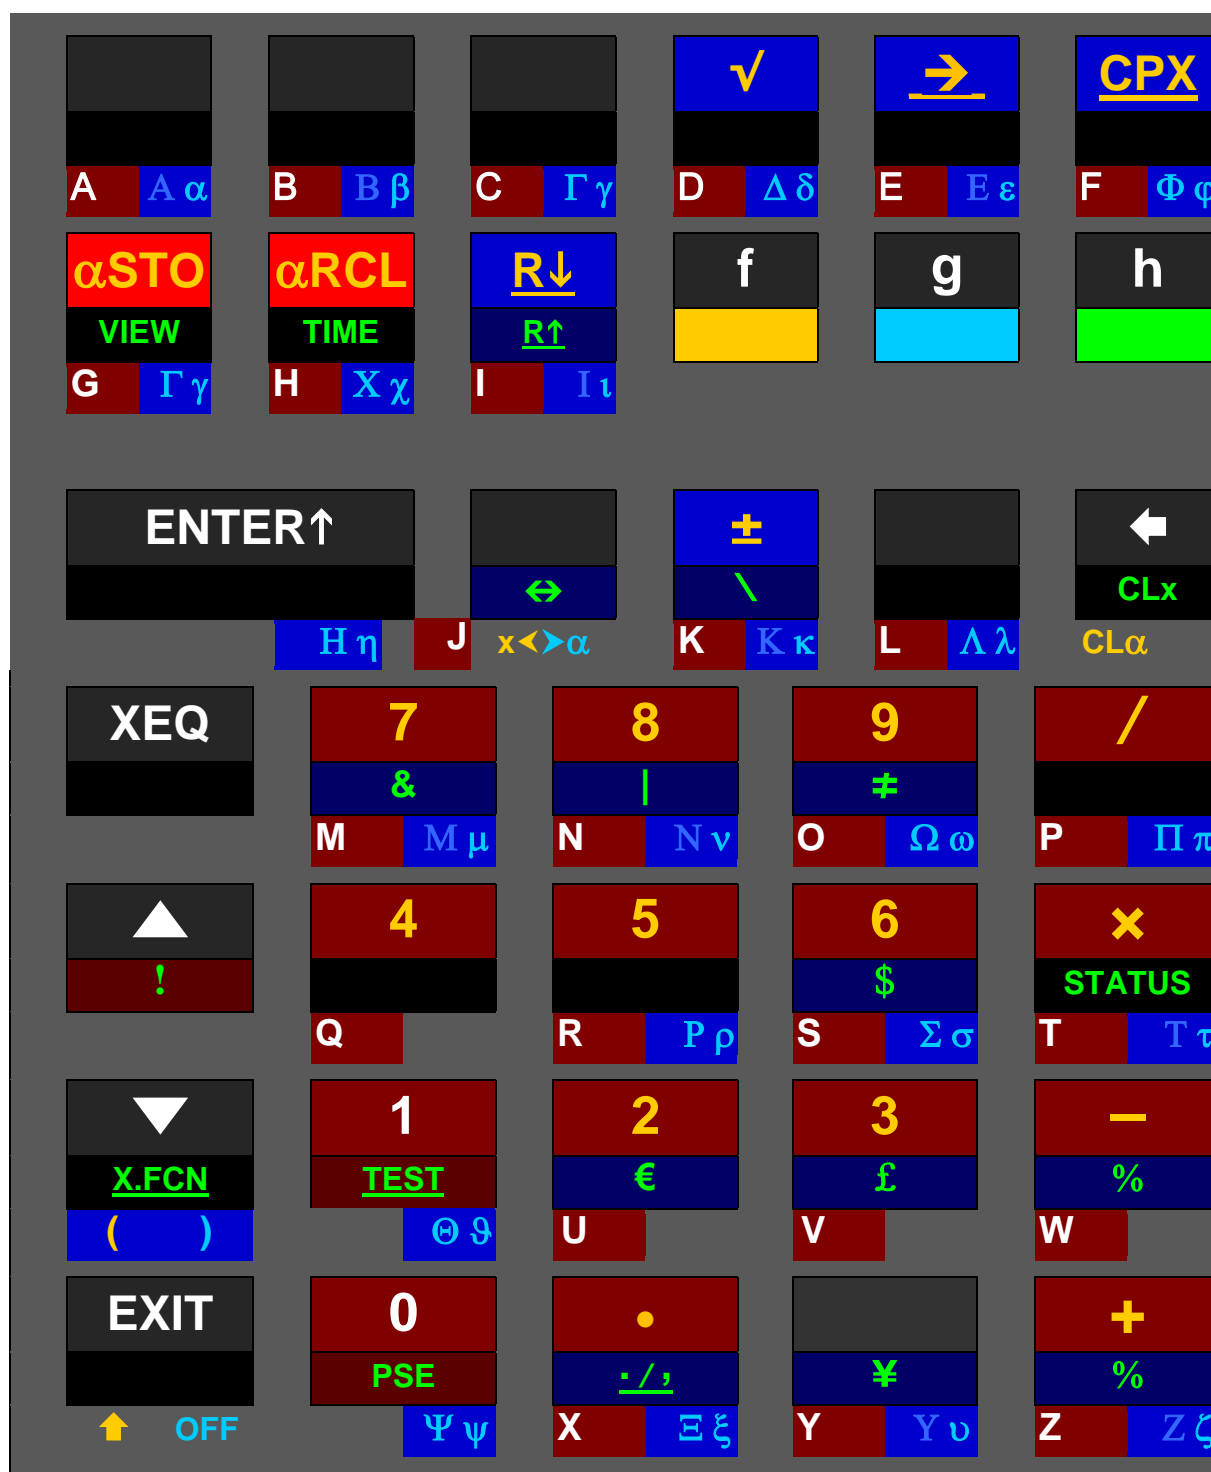 √ → CPX
A Α α B Β β C Γ γ D Δ δ E Ε ε F Φ φ
αSTO αRCL R↓ f g h
VIEW TIME R↑
G Γ γ H Χ χ I Ι ι
ENTER↑ ± 🡄
↔ \ CLx
Η η J x<>α K Κ κ L Λ λ CLα
XEQ 7 8 9 /
& | ≠
M Μ μ N Ν ν O Ω ω P Π π
▲ 4 5 6 ×
! $ STATUS
Q R Ρ ρ S Σ σ T Τ τ
▼ 1 2 3 −
X.FCN TEST € £ %
( ) Θ ϑ U V W
EXIT 0 • +
PSE ./, ¥ %
🡅 OFF Ψ ψ X Ξ ξ Y Υ υ Z Ζ ζ